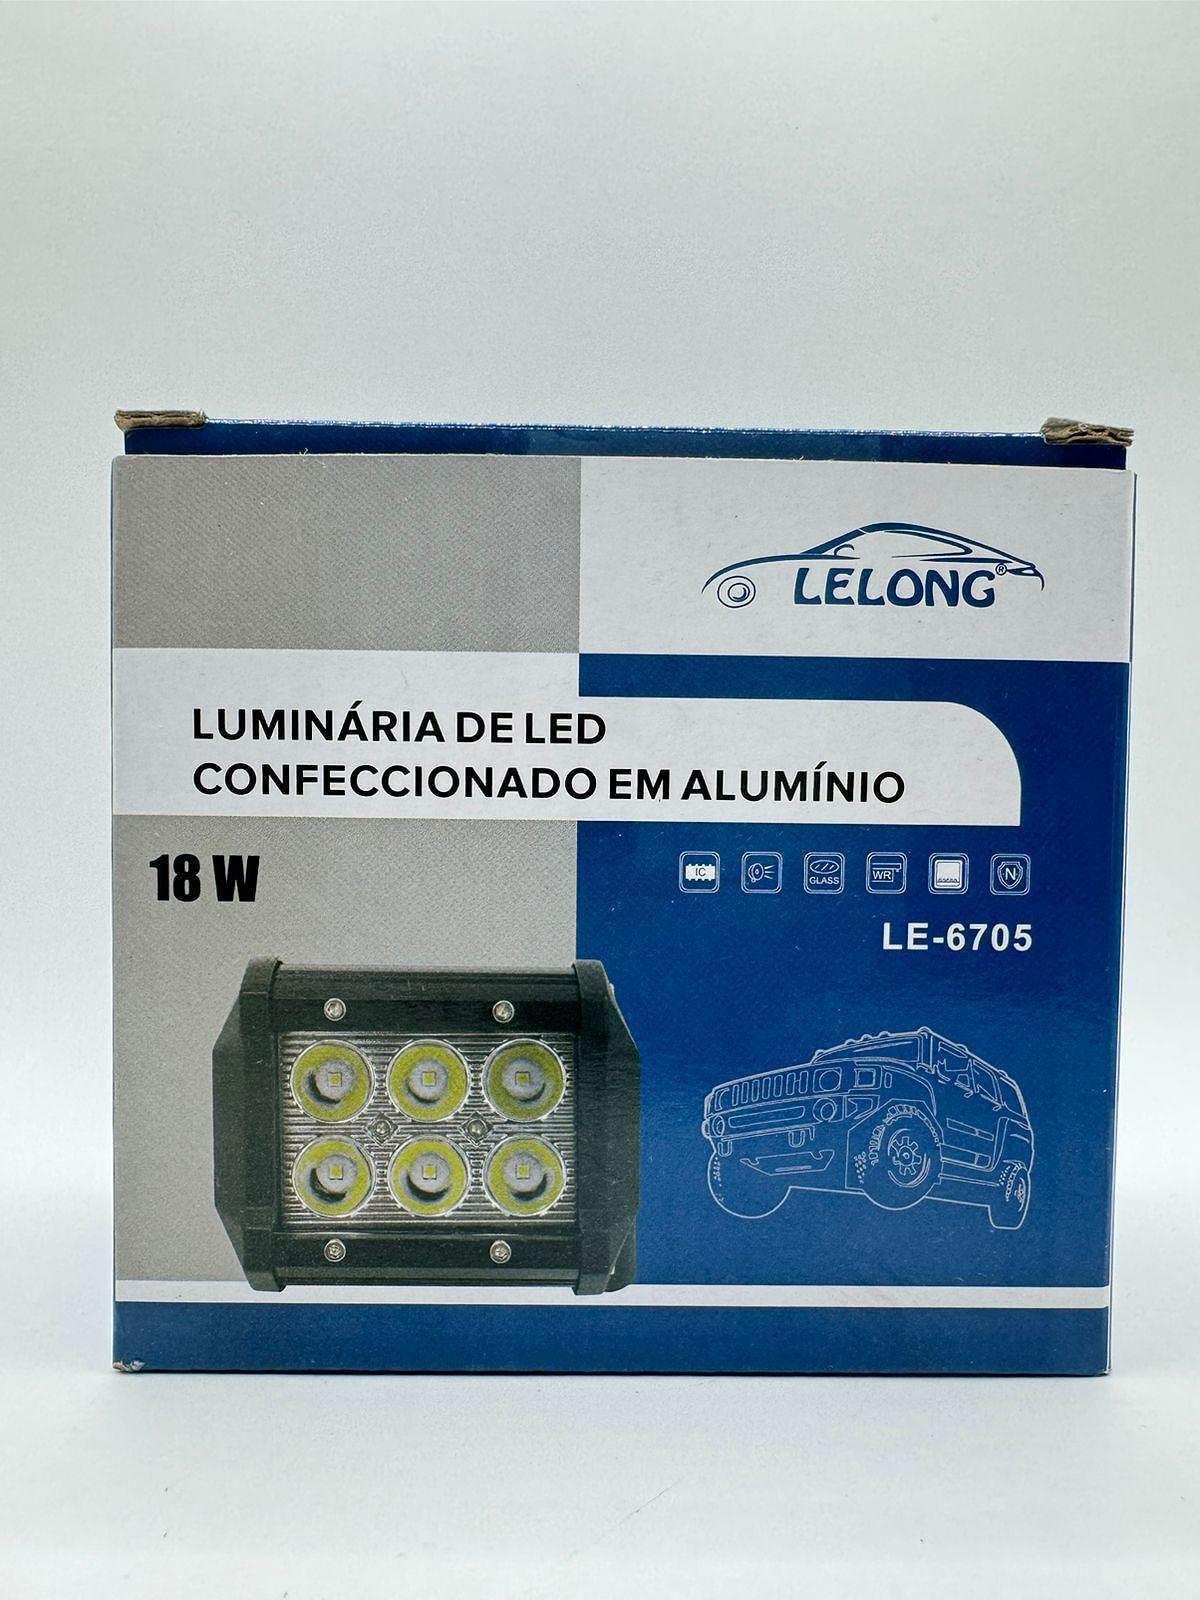 LELONG®
LUMINÁRIA DE LED
CONFECCIONADO EM ALUMÍNIO
18 W
IC GLASS WR N
LE-6705